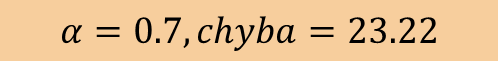 α = 0.7, chyba = 23.22